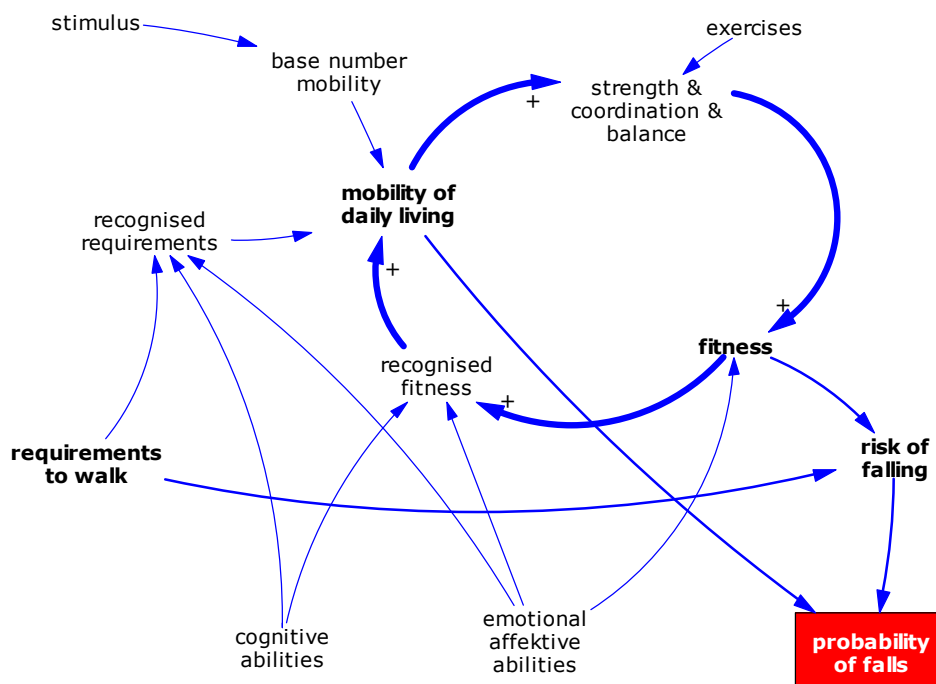 stimulus
exercises
base number
mobility
strength &
coordination &
balance
+
mobility of
daily living
recognised
requirements
+
+
fitness
recognised
fitness
+
requirements
to walk
risk of
falling
cognitive
abilities
emotional
affektive
abilities
probability
of falls